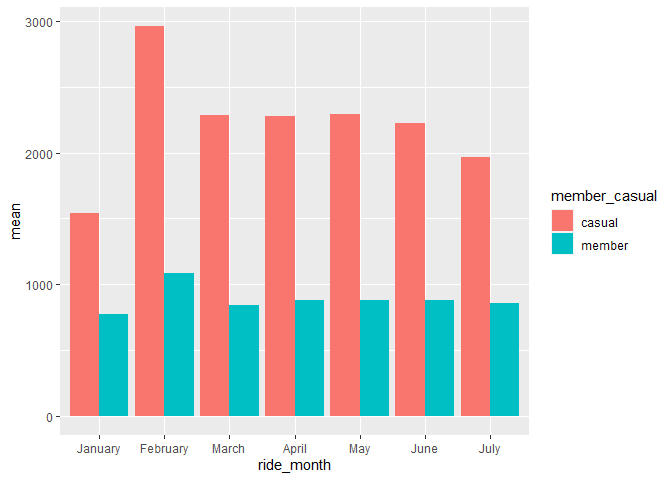 3000
2000
1000
0
mean
January February March April May June July
ride_month
member_casual
casual
member